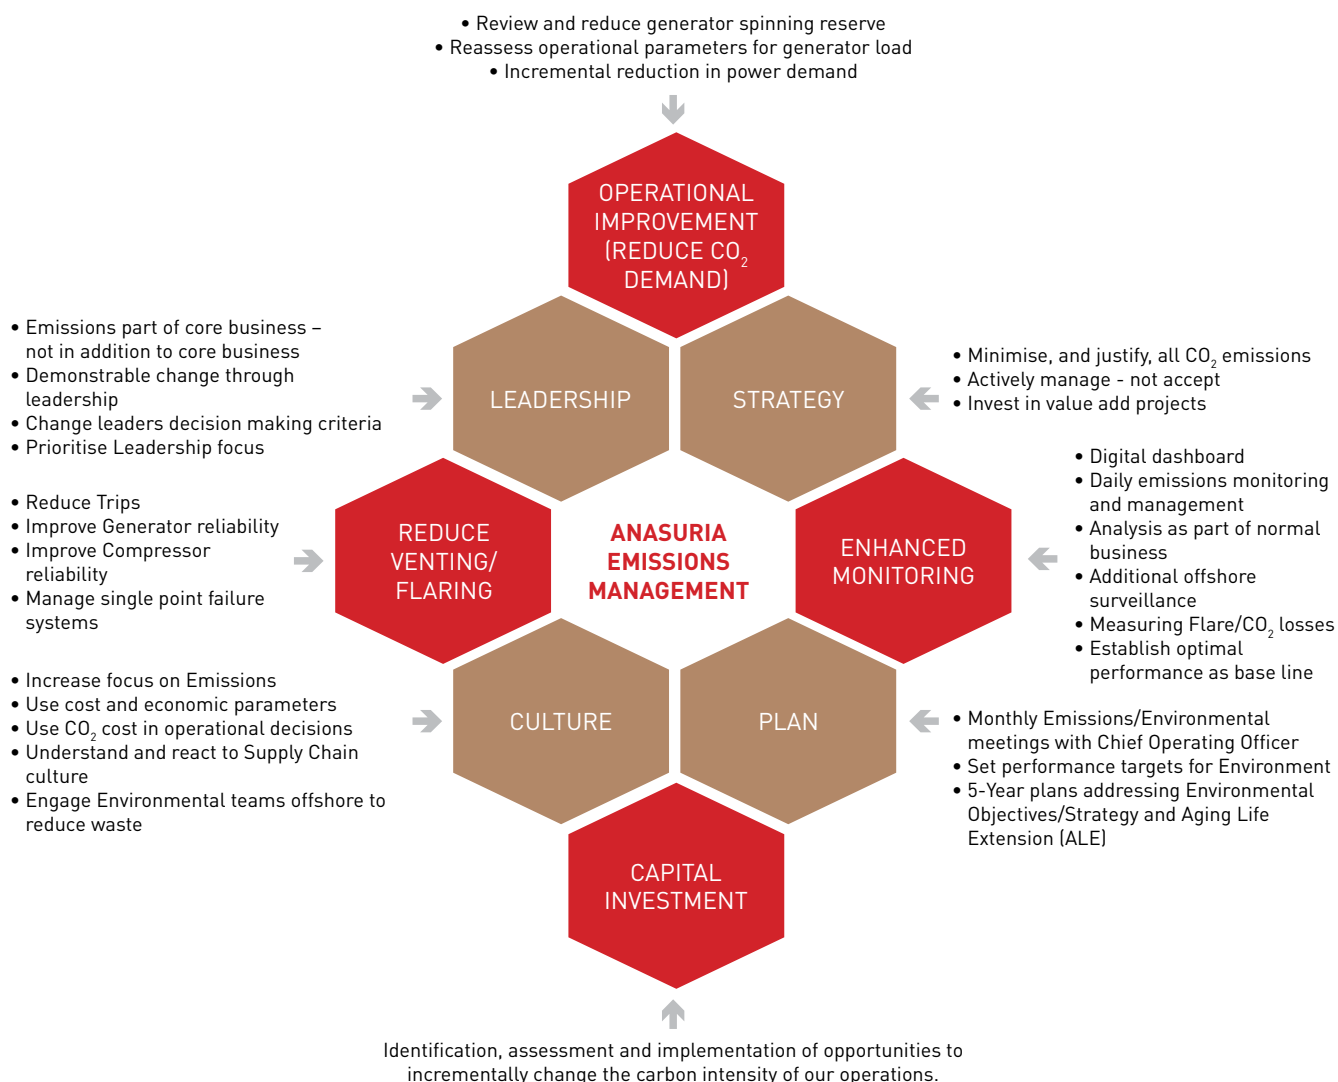 • Review and reduce generator spinning reserve
• Reassess operational parameters for generator load
• Incremental reduction in power demand
OPERATIONAL
IMPROVEMENT
(REDUCE CO₂
DEMAND)
• Emissions part of core business –
not in addition to core business
• Demonstrable change through
leadership
• Change leaders decision making criteria
• Prioritise Leadership focus
LEADERSHIP
STRATEGY
• Minimise, and justify, all CO₂ emissions
• Actively manage - not accept
• Invest in value add projects
• Reduce Trips
• Improve Generator reliability
• Improve Compressor
reliability
• Manage single point failure
systems
REDUCE
VENTING/
FLARING
ANASURIA
EMISSIONS
MANAGEMENT
ENHANCED
MONITORING
• Digital dashboard
• Daily emissions monitoring
and management
• Analysis as part of normal
business
• Additional offshore
surveillance
• Measuring Flare/CO₂ losses
• Establish optimal
performance as base line
• Increase focus on Emissions
• Use cost and economic parameters
• Use CO₂ cost in operational decisions
• Understand and react to Supply Chain
culture
• Engage Environmental teams offshore to
reduce waste
CULTURE
PLAN
• Monthly Emissions/Environmental
meetings with Chief Operating Officer
• Set performance targets for Environment
• 5-Year plans addressing Environmental
Objectives/Strategy and Aging Life
Extension (ALE)
CAPITAL
INVESTMENT
Identification, assessment and implementation of opportunities to
incrementally change the carbon intensity of our operations.